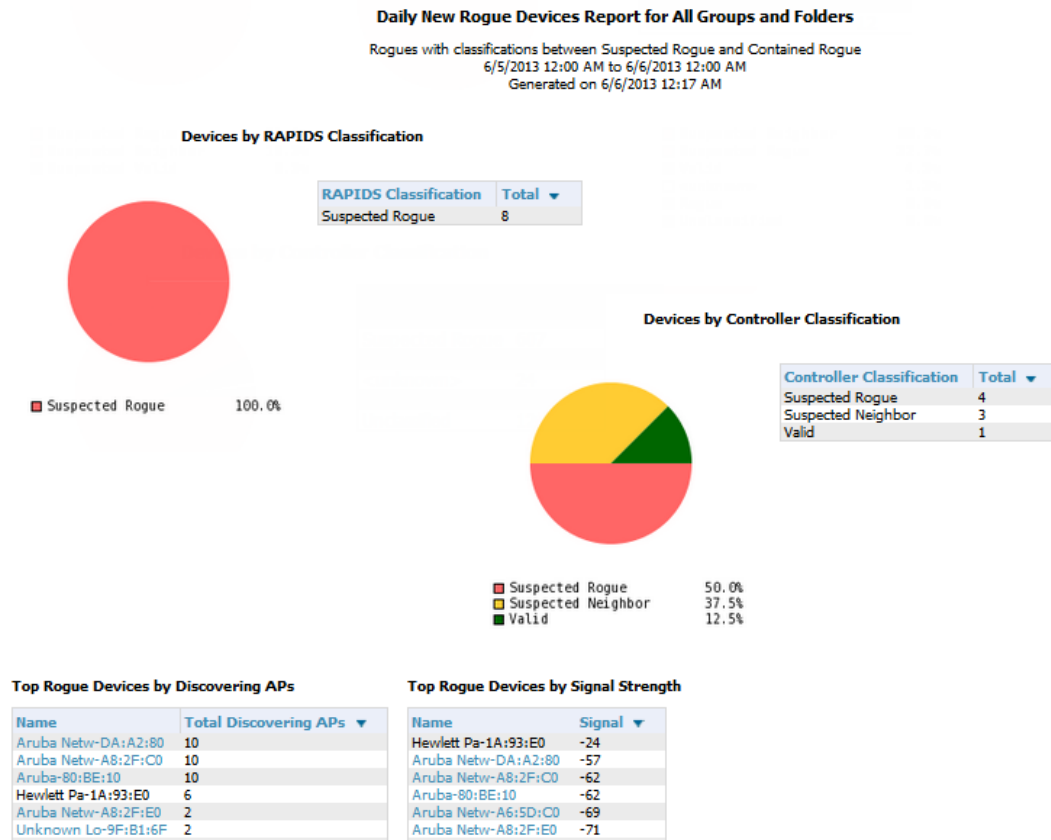 Daily New Rogue Devices Report for All Groups and Folders
Rogues with classifications between Suspected Rogue and Contained Rogue
6/5/2013 12:00 AM to 6/6/2013 12:00 AM
Generated on 6/6/2013 12:17 AM
Devices by RAPIDS Classification
RAPIDS Classification Total
Suspected Rogue 8
Suspected Rogue 100.0%
Devices by Controller Classification
Controller Classification Total
Suspected Rogue 4
Suspected Neighbor 3
Valid 1
Suspected Rogue 50.0%
Suspected Neighbor 37.5%
Valid 12.5%
Top Rogue Devices by Discovering APs
Name Total Discovering APs
Aruba Netw-DA:A2:80 10
Aruba Netw-A8:2F:C0 10
Aruba-80:BE:10 10
Hewlett Pa-1A:93:E0 6
Aruba Netw-A8:2F:E0 2
Unknown Lo-9F:B1:6F 2
Top Rogue Devices by Signal Strength
Name Signal
Hewlett Pa-1A:93:E0 -24
Aruba Netw-DA:A2:80 -57
Aruba Netw-A8:2F:C0 -62
Aruba-80:BE:10 -62
Aruba Netw-A6:5D:C0 -69
Aruba Netw-A8:2F:E0 -71